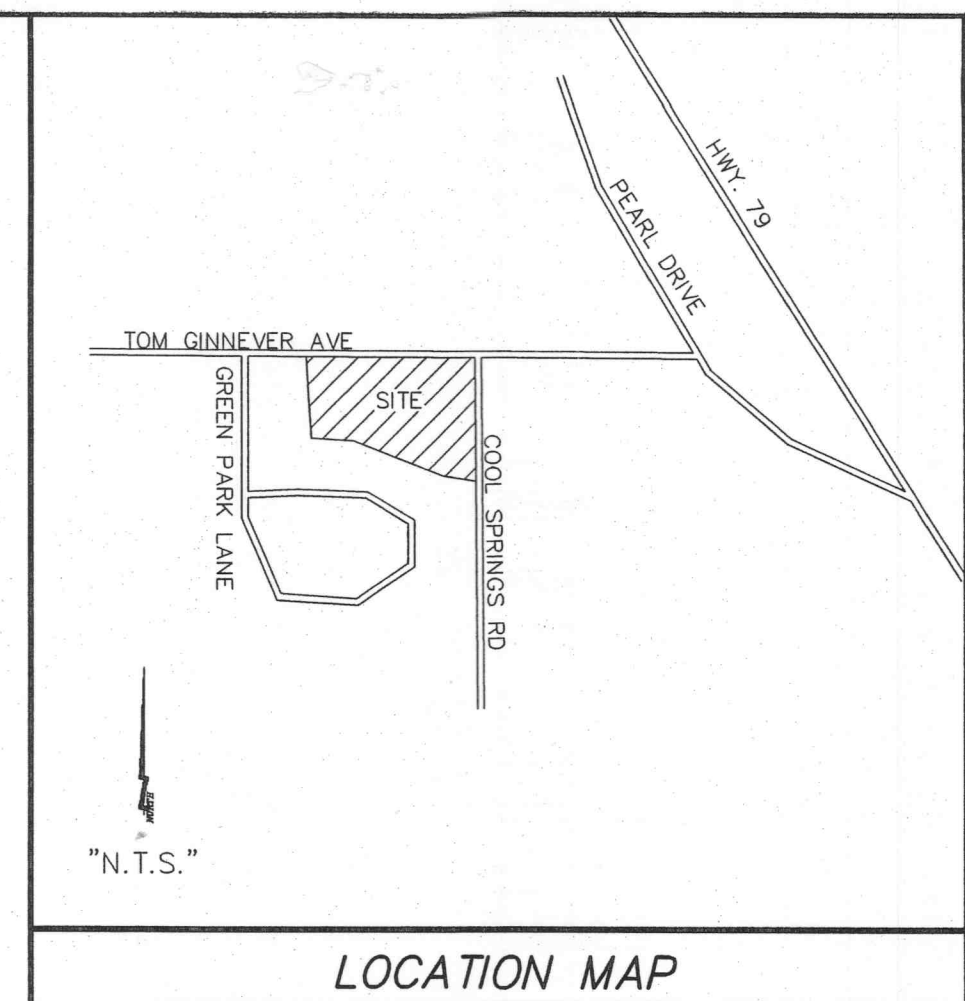 HWY. 79
PEARL DRIVE
TOM GINNEVER AVE
SITE
GREEN PARK LANE
COOL SPRINGS RD
"N.T.S."
LOCATION MAP